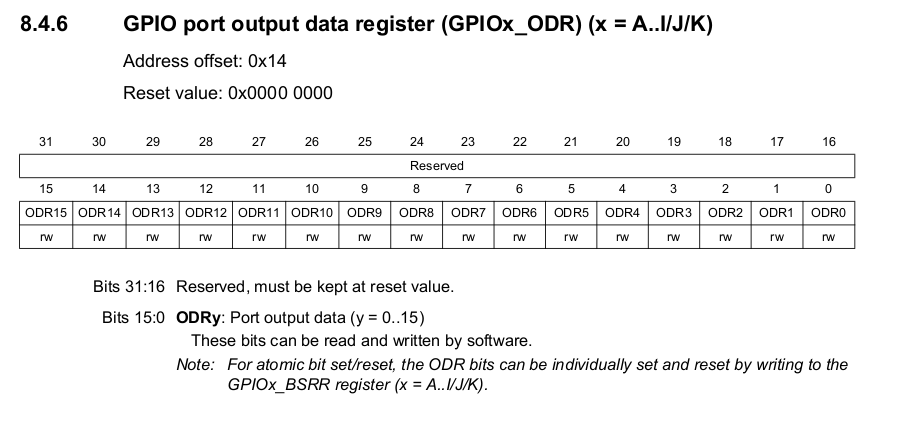 8.4.6 GPIO port output data register (GPIOx_ODR) (x = A..I/J/K)
Address offset: 0x14
Reset value: 0x0000 0000
31 30 29 28 27 26 25 24 23 22 21 20 19 18 17 16
Reserved
15 14 13 12 11 10 9 8 7 6 5 4 3 2 1 0
ODR15 ODR14 ODR13 ODR12 ODR11 ODR10 ODR9 ODR8 ODR7 ODR6 ODR5 ODR4 ODR3 ODR2 ODR1 ODR0
rw rw rw rw rw rw rw rw rw rw rw rw rw rw rw rw
Bits 31:16 Reserved, must be kept at reset value.
Bits 15:0 ODRy: Port output data (y = 0..15)
These bits can be read and written by software.
Note: For atomic bit set/reset, the ODR bits can be individually set and reset by writing to the
GPIOx_BSRR register (x = A..I/J/K).